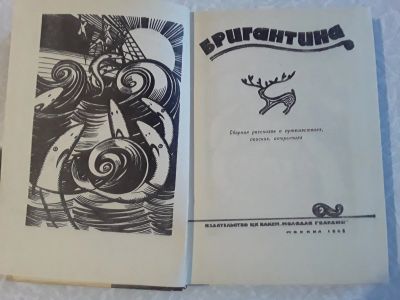 Бригантина
Сборник рассказов о путешествиях,
поисках, открытиях
ИЗДАТЕЛЬСТВО ЦК ВЛКСМ „МОЛОДАЯ ГВАРДИЯ“
МОСКВА 1968